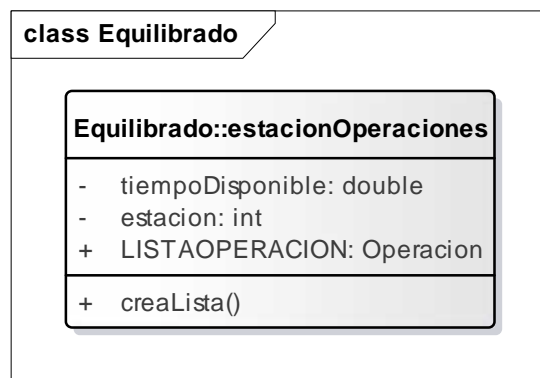 class Equilibrado
Equilibrado::estacionOperaciones
- tiempoDisponible: double
- estacion: int
+ LISTAOPERACION: Operacion
+ creaLista()